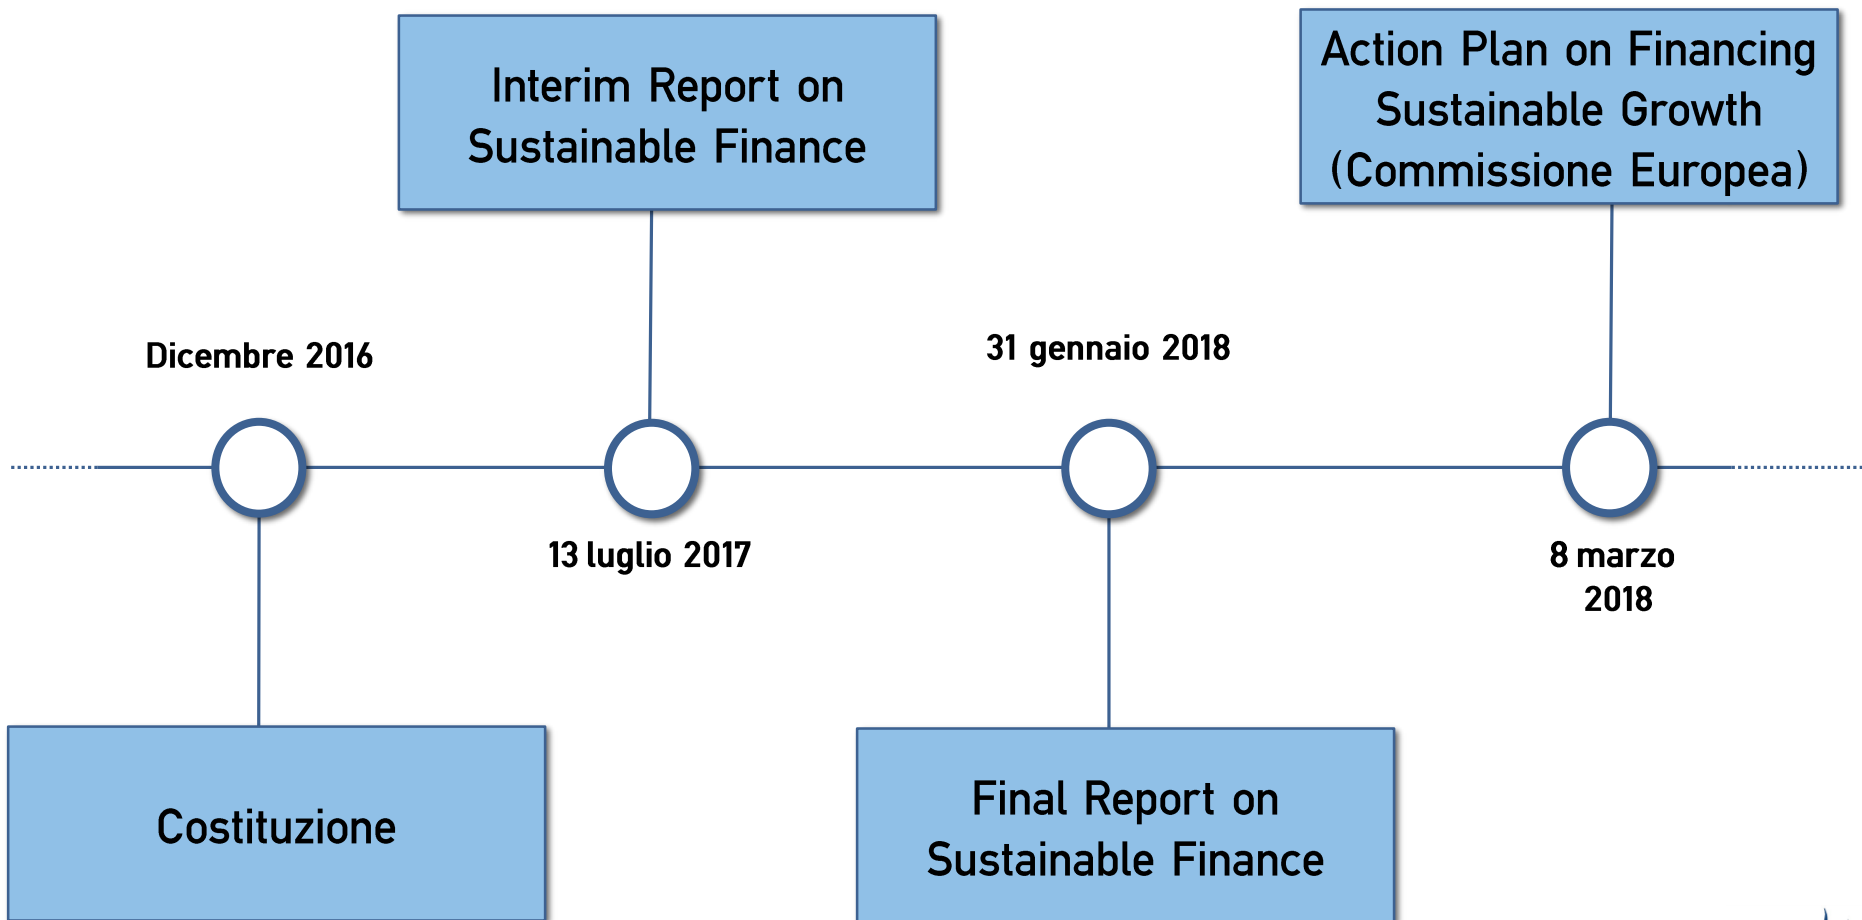 Interim Report on
Sustainable Finance
Action Plan on Financing
Sustainable Growth
(Commissione Europea)
Dicembre 2016
31 gennaio 2018
13 luglio 2017
8 marzo
2018
Costituzione
Final Report on
Sustainable Finance